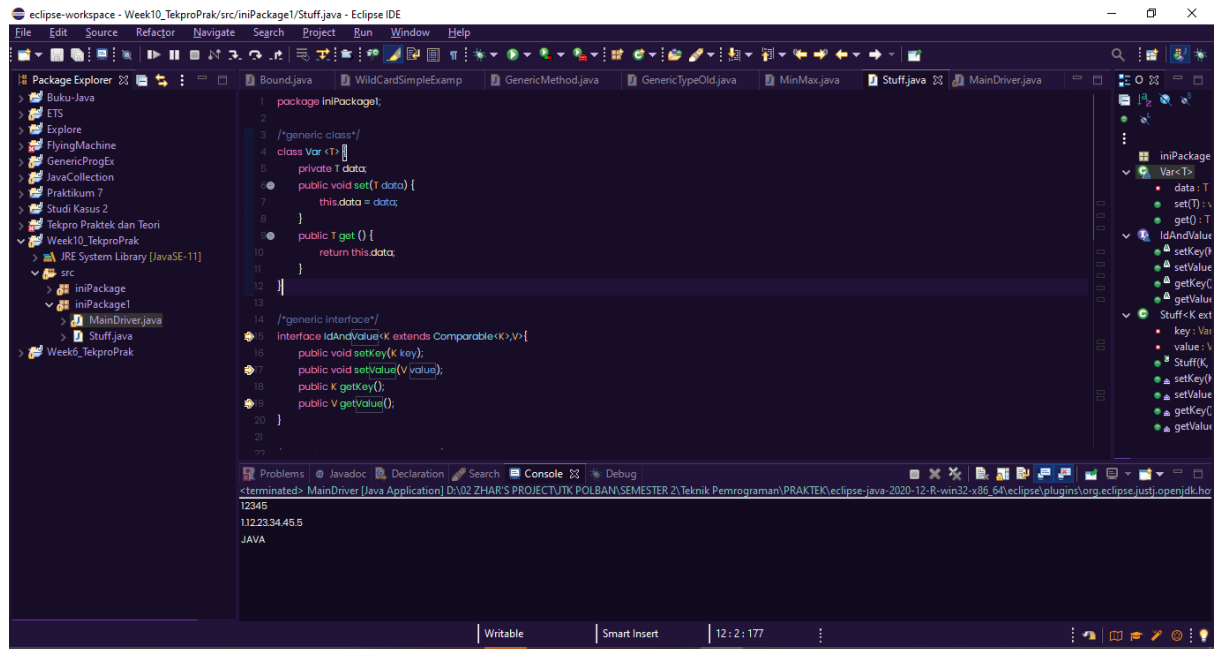 eclipse-workspace - Week10_TekproPrak/src/iniPackage1/Stuff.java - Eclipse IDE
File Edit Source Refactor Navigate Search Project Run Window Help
Package Explorer
Buku-Java
ETS
Explore
FlyingMachine
GenericProgEx
JavaCollection
Praktikum 7
Studi Kasus 2
Tekpro Praktek dan Teori
Week10_TekproPrak
JRE System Library [JavaSE-11]
src
iniPackage
iniPackage1
MainDriver.java
Stuff.java
Week6_TekproPrak
Bound.java WildCardSimpleExamp GenericMethod.java GenericTypeOld.java MinMax.java Stuff.java MainDriver.java
1 package iniPackage1;
2
3 /*generic class*/
4 class Var <T> {
5 private T data;
6 public void set(T data) {
7 this.data = data;
8 }
9 public T get () {
10 return this.data;
11 }
12 }
13
14 /*generic interface*/
15 interface IdAndValue<K extends Comparable<K>,V>{
16 public void setKey(K key);
17 public void setValue(V value);
18 public K getKey();
19 public V getValue();
20 }
21
22
O
iniPackage
Var<T>
data : T
set(T) : v
get() : T
IdAndValue
setKey(K
setValue
getKey()
getValue
Stuff<K ext
key : Var
value : V
Stuff(K,
setKey(K
setValue
getKey()
getValue
Problems Javadoc Declaration Search Console Debug
<terminated> MainDriver [Java Application] D:\02 ZHAR'S PROJECT\JTK POLBAN\SEMESTER 2\Teknik Pemrograman\PRAKTEK\eclipse-java-2020-12-R-win32-x86_64\eclipse\plugins\org.eclipse.justj.openjdk.ho
12345
1.12.23.34.45.5
JAVA
Writable Smart Insert 12 : 2 : 177